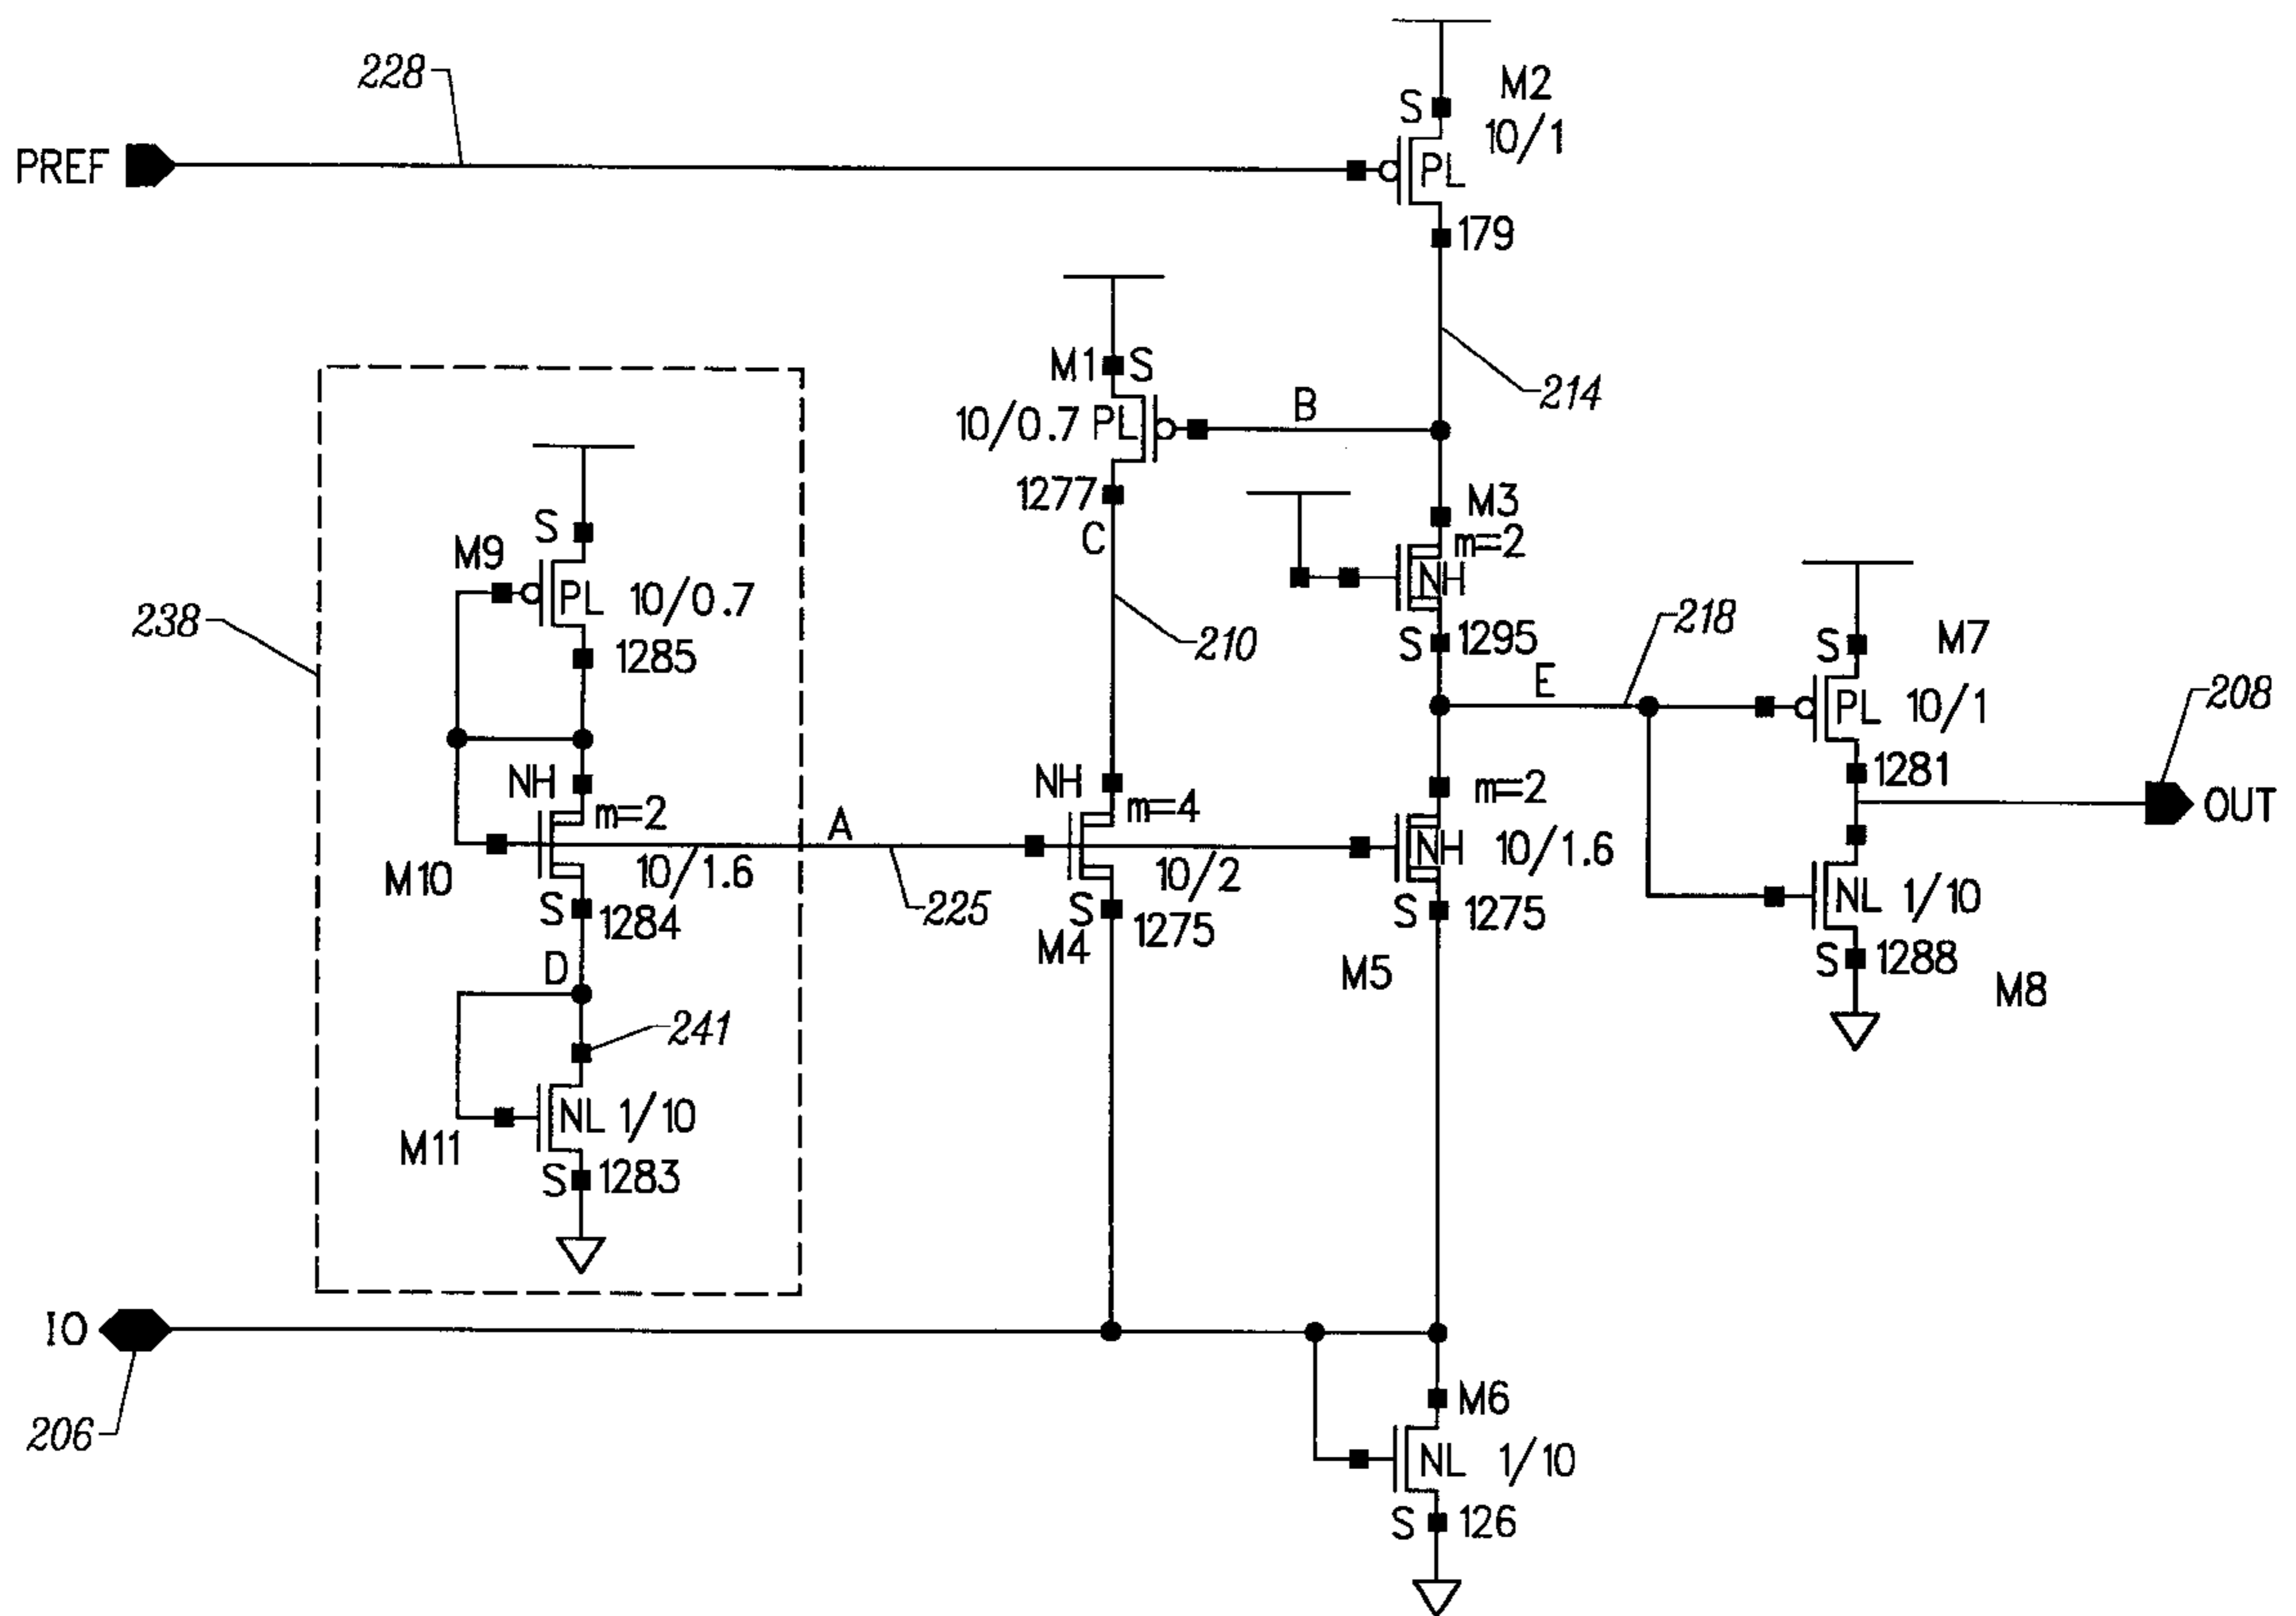 228
PREF
S
M2
10/1
PL
179
214
M1
S
10/0.7
PL
B
1277
C
210
M3
m=2
NH
S
1295
E
218
238
M9
S
PL
10/0.7
1285
NH
m=2
M10
10/1.6
S
1284
D
241
M11
NL
1/10
S
1283
A
225
NH
m=4
10/2
S
M4
1275
m=2
NH
10/1.6
S
1275
M5
M7
S
PL
10/1
1281
208
OUT
NL
1/10
S
1288
M8
IO
206
M6
NL
1/10
S
126